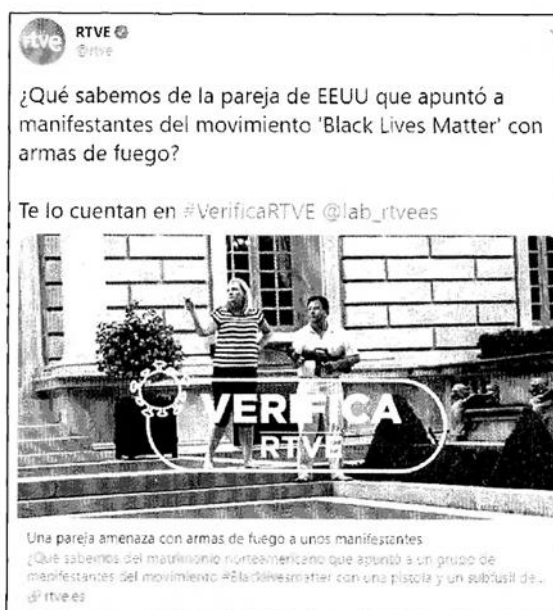 rtve
RTVE
@rtve
¿Qué sabemos de la pareja de EEUU que apuntó a
manifestantes del movimiento 'Black Lives Matter' con
armas de fuego?
Te lo cuentan en #VerificaRTVE @lab_rtvees
VERIFICA
RTVE
Una pareja amenaza con armas de fuego a unos manifestantes
¿Qué sabemos del matrimonio norteamericano que apuntó a un grupo de
manifestantes del movimiento #Blacklivesmatter con una pistola y un subfusil de...
rtve.es